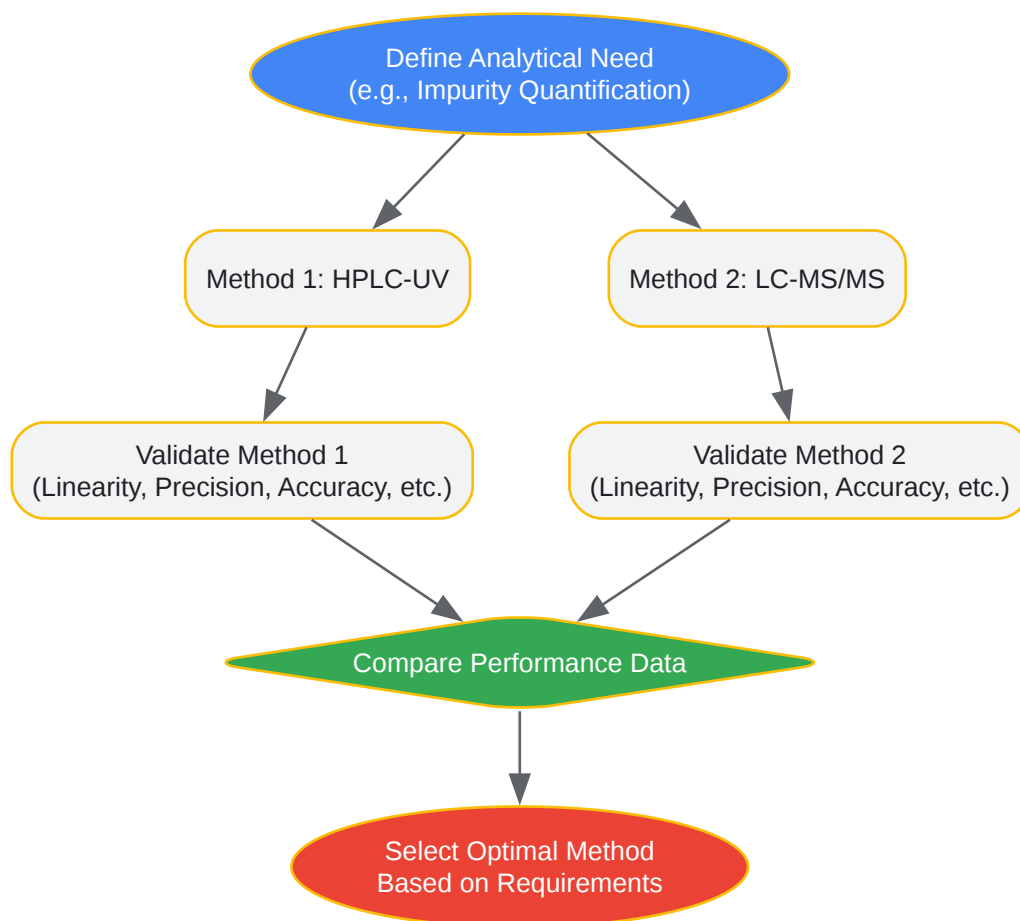 Define Analytical Need
(e.g., Impurity Quantification)
Method 1: HPLC-UV
Method 2: LC-MS/MS
Validate Method 1
(Linearity, Precision, Accuracy, etc.)
Validate Method 2
(Linearity, Precision, Accuracy, etc.)
Compare Performance Data
Select Optimal Method
Based on Requirements